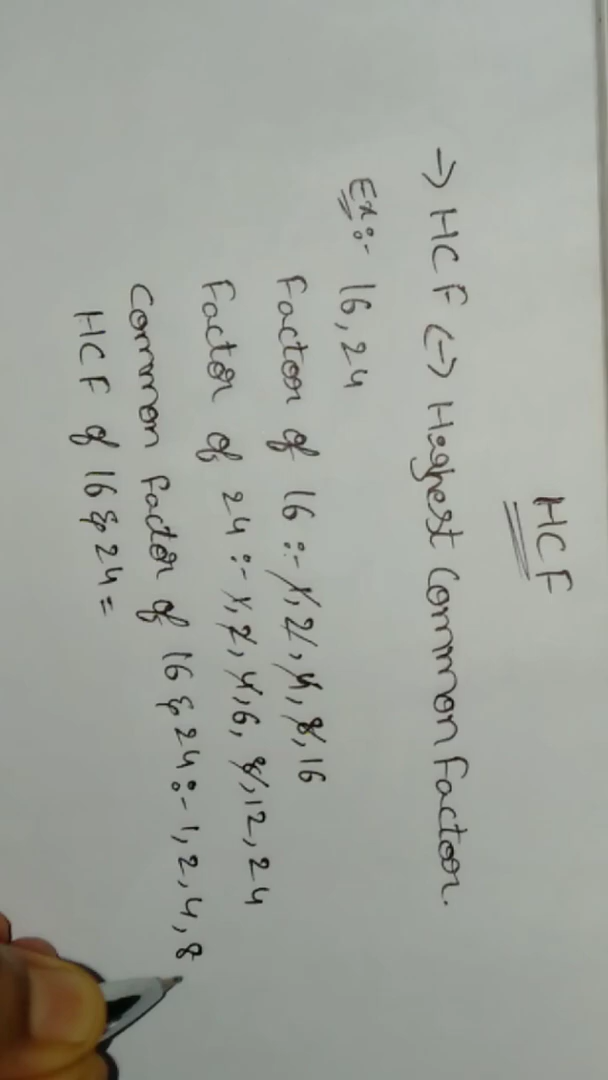 HCF
-> HCF (-> Highest Common Factor.
Ex:- 16, 24
Factor of 16 :- 1, 2, 4, 8, 16
Factor of 24 :- 1, 2, 4, 6, 8, 12, 24
Common Factor of 16 & 24 :- 1, 2, 4, 8
HCF of 16 & 24 =